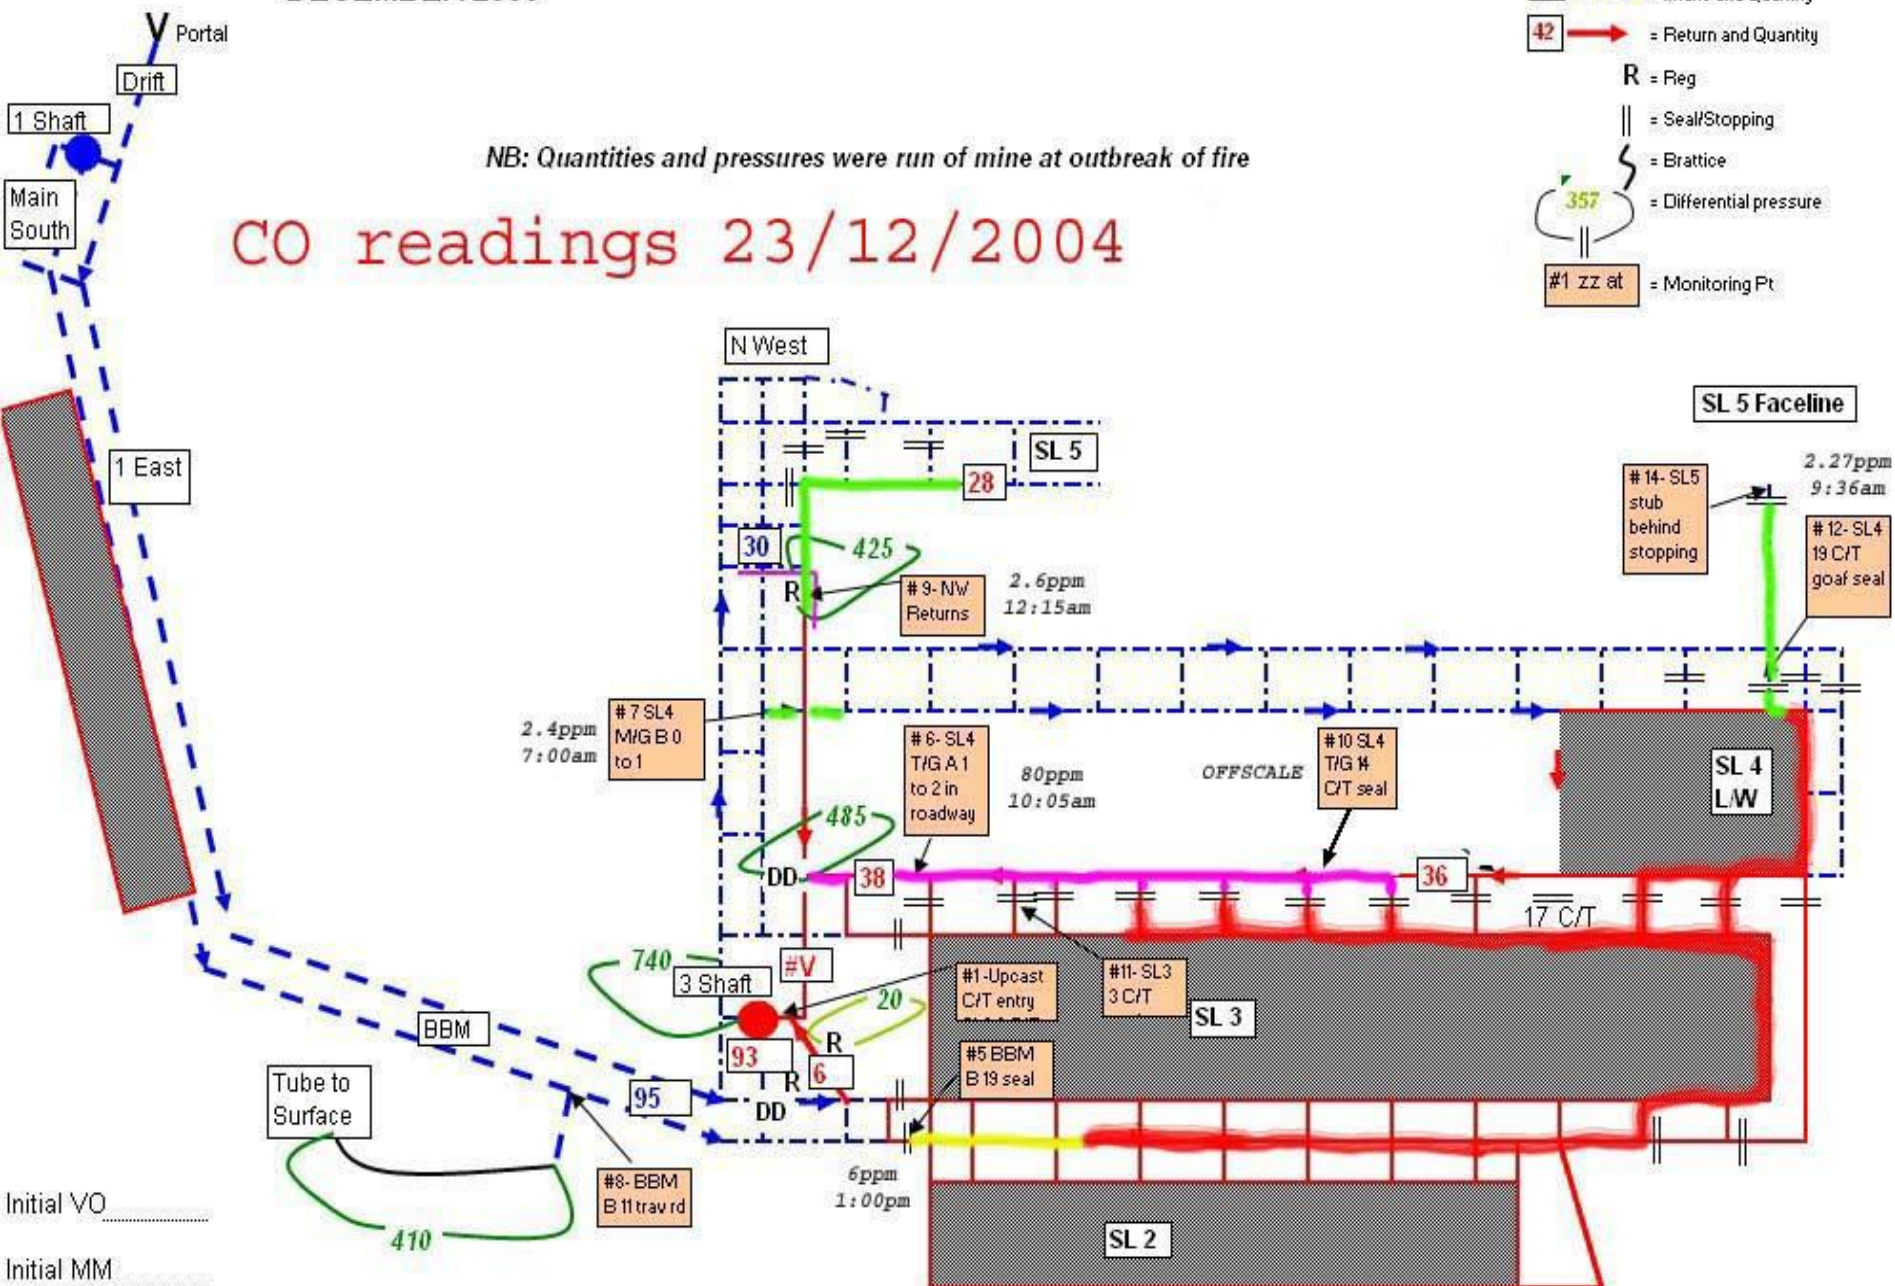 V Portal
Drift
1 Shaft
Main
South
1 East
42
= Return and Quantity
R = Reg
= Seal/Stopping
= Brattice
357
= Differential pressure
#1 zz at
= Monitoring Pt
NB: Quantities and pressures were run of mine at outbreak of fire
CO readings 23/12/2004
N West
SL 5
28
30
425
R
# 9- NW
Returns
2.6ppm
12:15am
SL 5 Faceline
# 14- SL5
stub
behind
stopping
2.27ppm
9:36am
# 12- SL4
19 C/T
goaf seal
2.4ppm
7:00am
# 7 SL4
M/G B 0
to 1
# 6- SL4
T/G A 1
to 2 in
roadway
80ppm
10:05am
OFFSCALE
#10 SL4
T/G 14
C/T seal
SL 4
L/W
485
DD
38
36
17 C/T
740
3 Shaft
#V
20
#1-Upcast
C/T entry
#11- SL3
3 C/T
SL 3
93
R
R
6
#5 BBM
B 19 seal
BBM
95
DD
Tube to
Surface
410
#8- BBM
B 11 trav rd
6ppm
1:00pm
SL 2
Initial VO
Initial MM